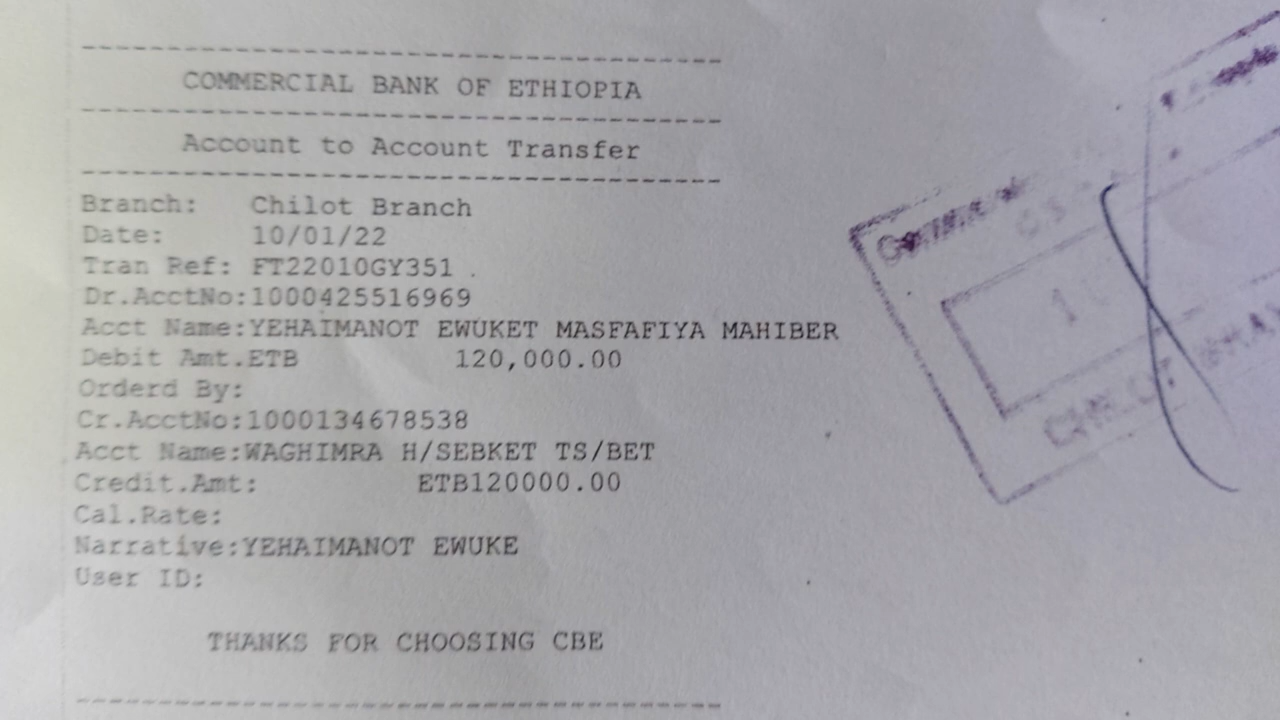 COMMERCIAL BANK OF ETHIOPIA
Account to Account Transfer
Branch: Chilot Branch
Date: 10/01/22
Tran Ref: FT22010GY351
Dr.AcctNo:1000425516969
Acct Name:YEHAIMANOT EWUKET MASFAFIYA MAHIBER
Debit Amt.ETB 120,000.00
Orderd By:
Cr.AcctNo:1000134678538
Acct Name:WAGHIMRA H/SEBKET TS/BET
Credit.Amt: ETB120000.00
Cal.Rate:
Narrative:YEHAIMANOT EWUKE
User ID:
THANKS FOR CHOOSING CBE